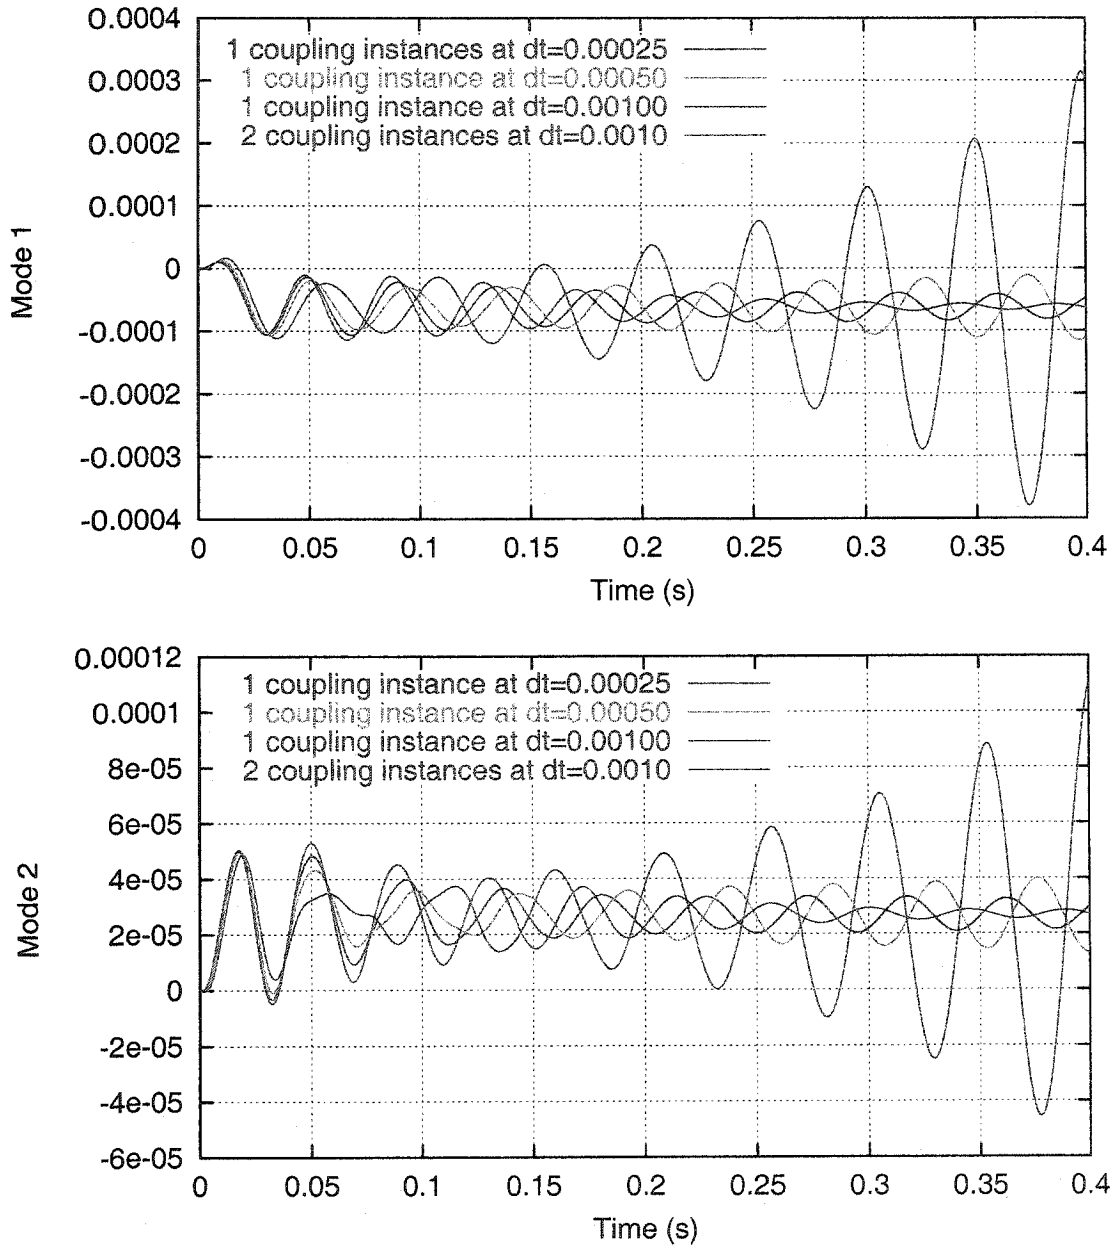 0.0004
0.0003
0.0002
0.0001
0
-0.0001
-0.0002
-0.0003
-0.0004
Mode 1
1 coupling instances at dt=0.00025
1 coupling instance at dt=0.00050
1 coupling instance at dt=0.00100
2 coupling instances at dt=0.0010
0 0.05 0.1 0.15 0.2 0.25 0.3 0.35 0.4
Time (s)
0.00012
0.0001
8e-05
6e-05
4e-05
2e-05
0
-2e-05
-4e-05
-6e-05
Mode 2
1 coupling instance at dt=0.00025
1 coupling instance at dt=0.00050
1 coupling instance at dt=0.00100
2 coupling instances at dt=0.0010
0 0.05 0.1 0.15 0.2 0.25 0.3 0.35 0.4
Time (s)